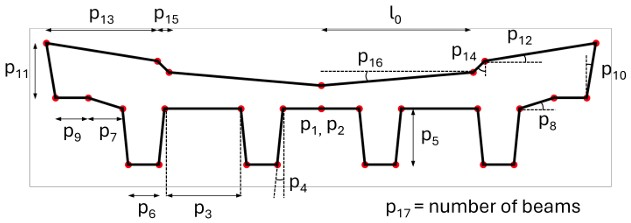 p13 p15 l0
p12
p14
p16
p11
p10
p9 p7 p1, p2 p5 p8
p4
p6 p3 p17 = number of beams